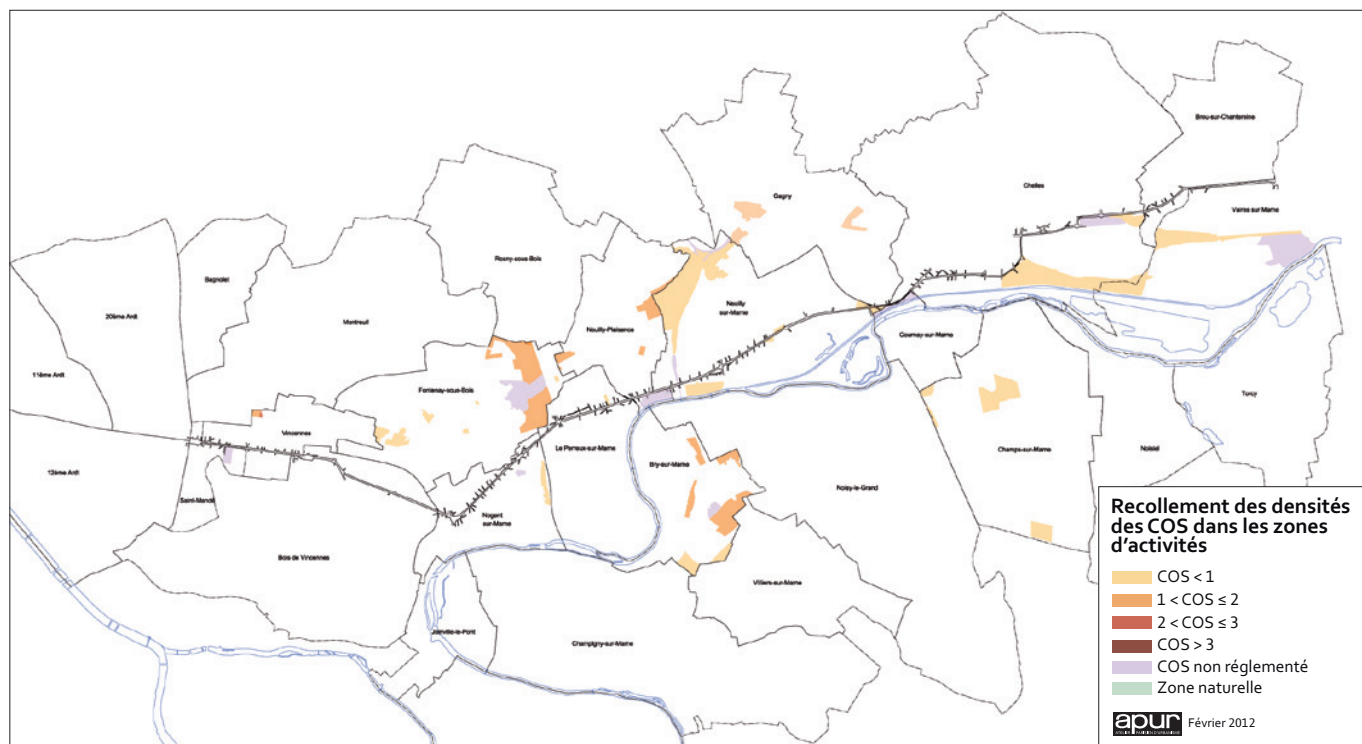 Brou-sur-Chantereine
Gagny
Chelles
Vaires sur Marne
Rosny-sous-Bois
Bagnolet
20ème Ardt
Montreuil
Neuilly
sur-Marne
Neuilly-Plaisance
Gournay-sur-Marne
11ème Ardt
Fontenay-sous-Bois
Torcy
Vincennes
Le Perreux-sur-Marne
Champs-sur-Marne
Noisiel
12ème Ardt
Bry-sur-Marne
Noisy-le-Grand
Saint-Mandé
Nogent
sur-Marne
Bois de Vincennes
Villiers-sur-Marne
Joinville-le-Pont
Champigny-sur-Marne
Recollement des densités
des COS dans les zones
d'activités
COS < 1
1 < COS ≤ 2
2 < COS ≤ 3
COS > 3
COS non réglementé
Zone naturelle
apur
ATELIER PARISIEN D'URBANISME
Février 2012